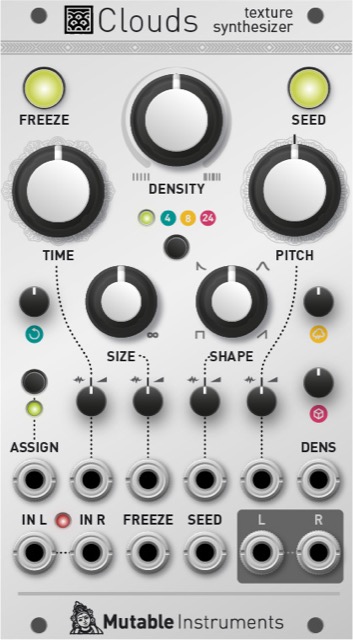 Clouds
texture
synthesizer
FREEZE
SEED
DENSITY
4 8 24
TIME
PITCH
SIZE
∞
SHAPE
ASSIGN
DENS
IN L
IN R
FREEZE
SEED
L
R
Mutable Instruments